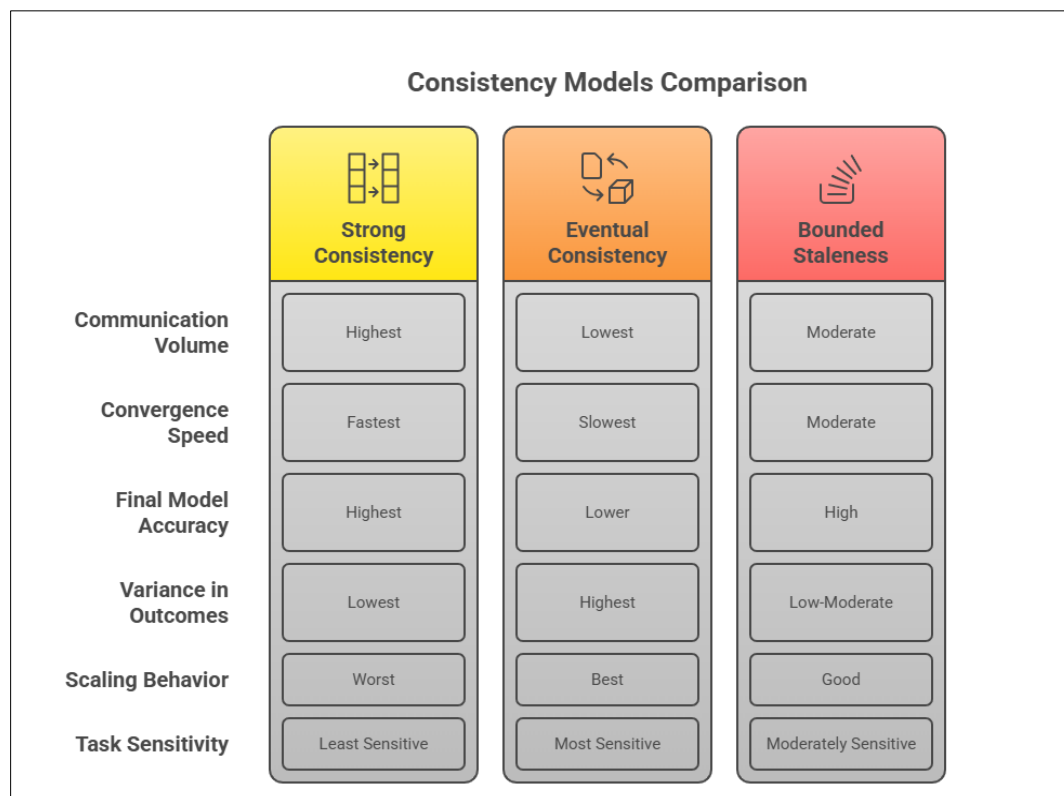 Consistency Models Comparison
Strong
Consistency
Eventual
Consistency
Bounded
Staleness
Communication
Volume
Highest
Lowest
Moderate
Convergence
Speed
Fastest
Slowest
Moderate
Final Model
Accuracy
Highest
Lower
High
Variance in
Outcomes
Lowest
Highest
Low-Moderate
Scaling Behavior
Worst
Best
Good
Task Sensitivity
Least Sensitive
Most Sensitive
Moderately Sensitive